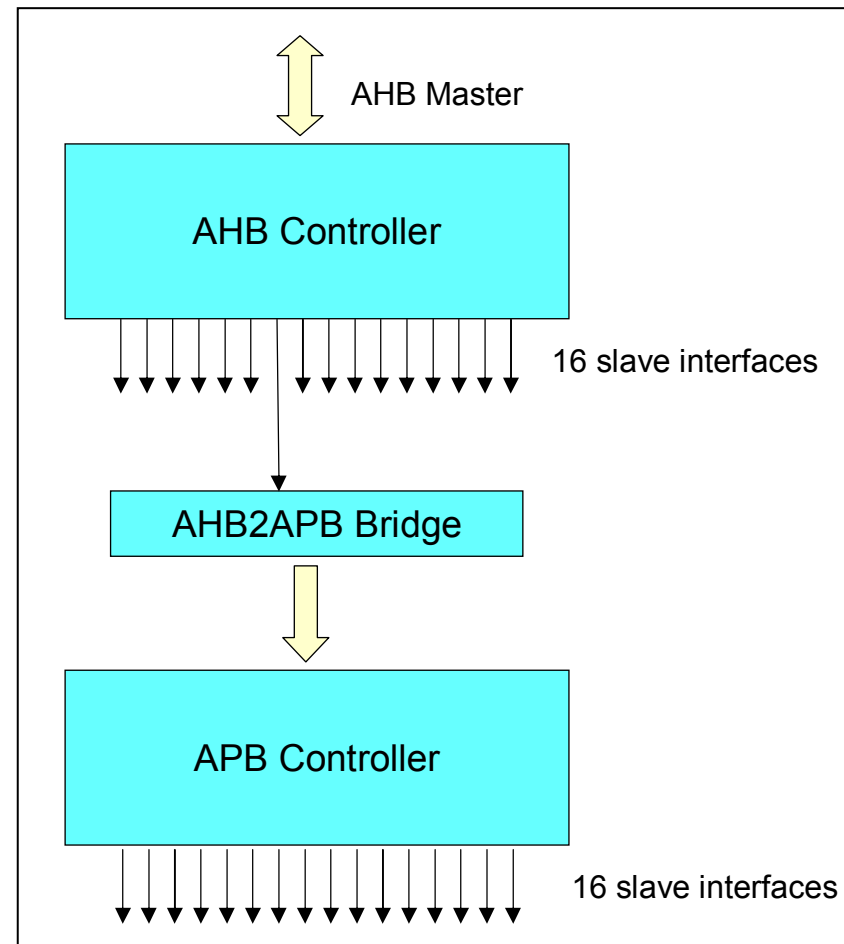 AHB Master
AHB Controller
16 slave interfaces
AHB2APB Bridge
APB Controller
16 slave interfaces